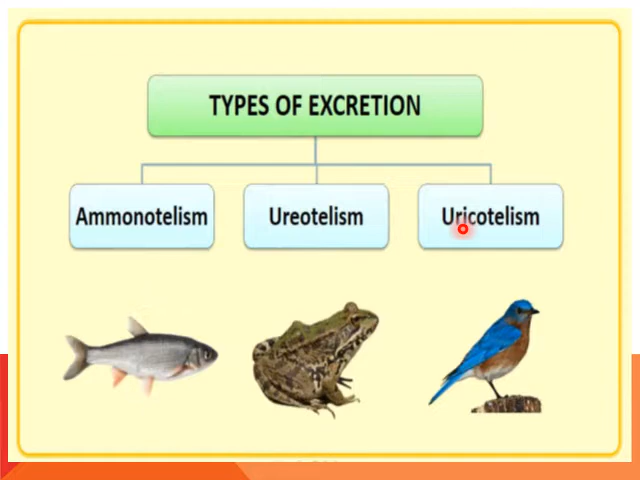 TYPES OF EXCRETION
Ammonotelism
Ureotelism
Uricotelism